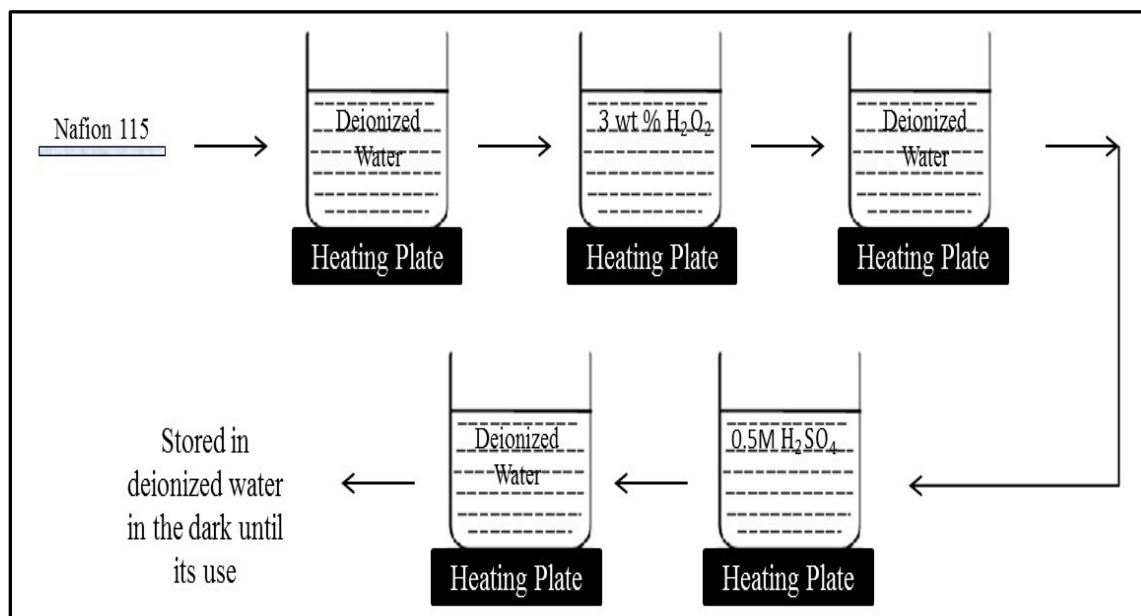 Nafion 115
Deionized
Water
Heating Plate
3 wt % H₂O₂
Heating Plate
Deionized
Water
Heating Plate
0.5M H₂SO₄
Heating Plate
Deionized
Water
Heating Plate
Stored in
deionized water
in the dark until
its use